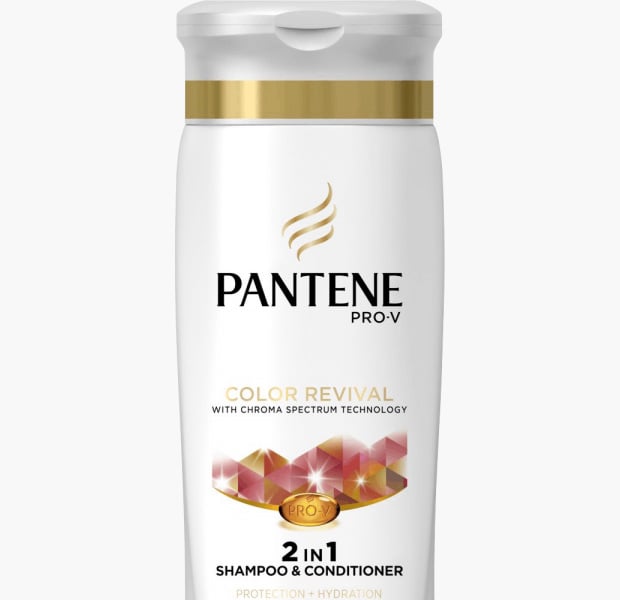 PANTENE
PRO-V
COLOR REVIVAL
WITH CHROMA SPECTRUM TECHNOLOGY
PRO-V
2 IN 1
SHAMPOO & CONDITIONER
PROTECTION + HYDRATION